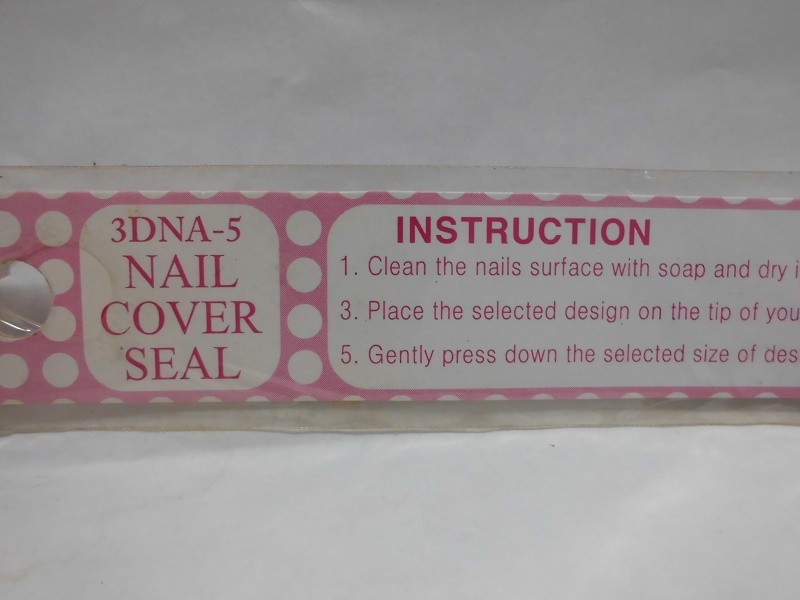 3DNA-5
NAIL
COVER
SEAL
INSTRUCTION
1. Clean the nails surface with soap and dry
3. Place the selected design on the tip of
5. Gently press down the selected size of